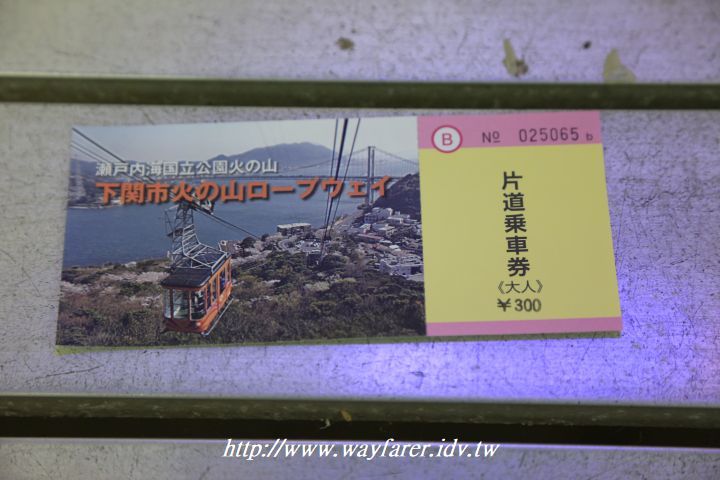 瀬戸内海国立公園火の山
下関市火の山ロープウェイ
B
№ 025065 b
片道乗車券
《大人》
￥300
http://www.wayfarer.idv.tw